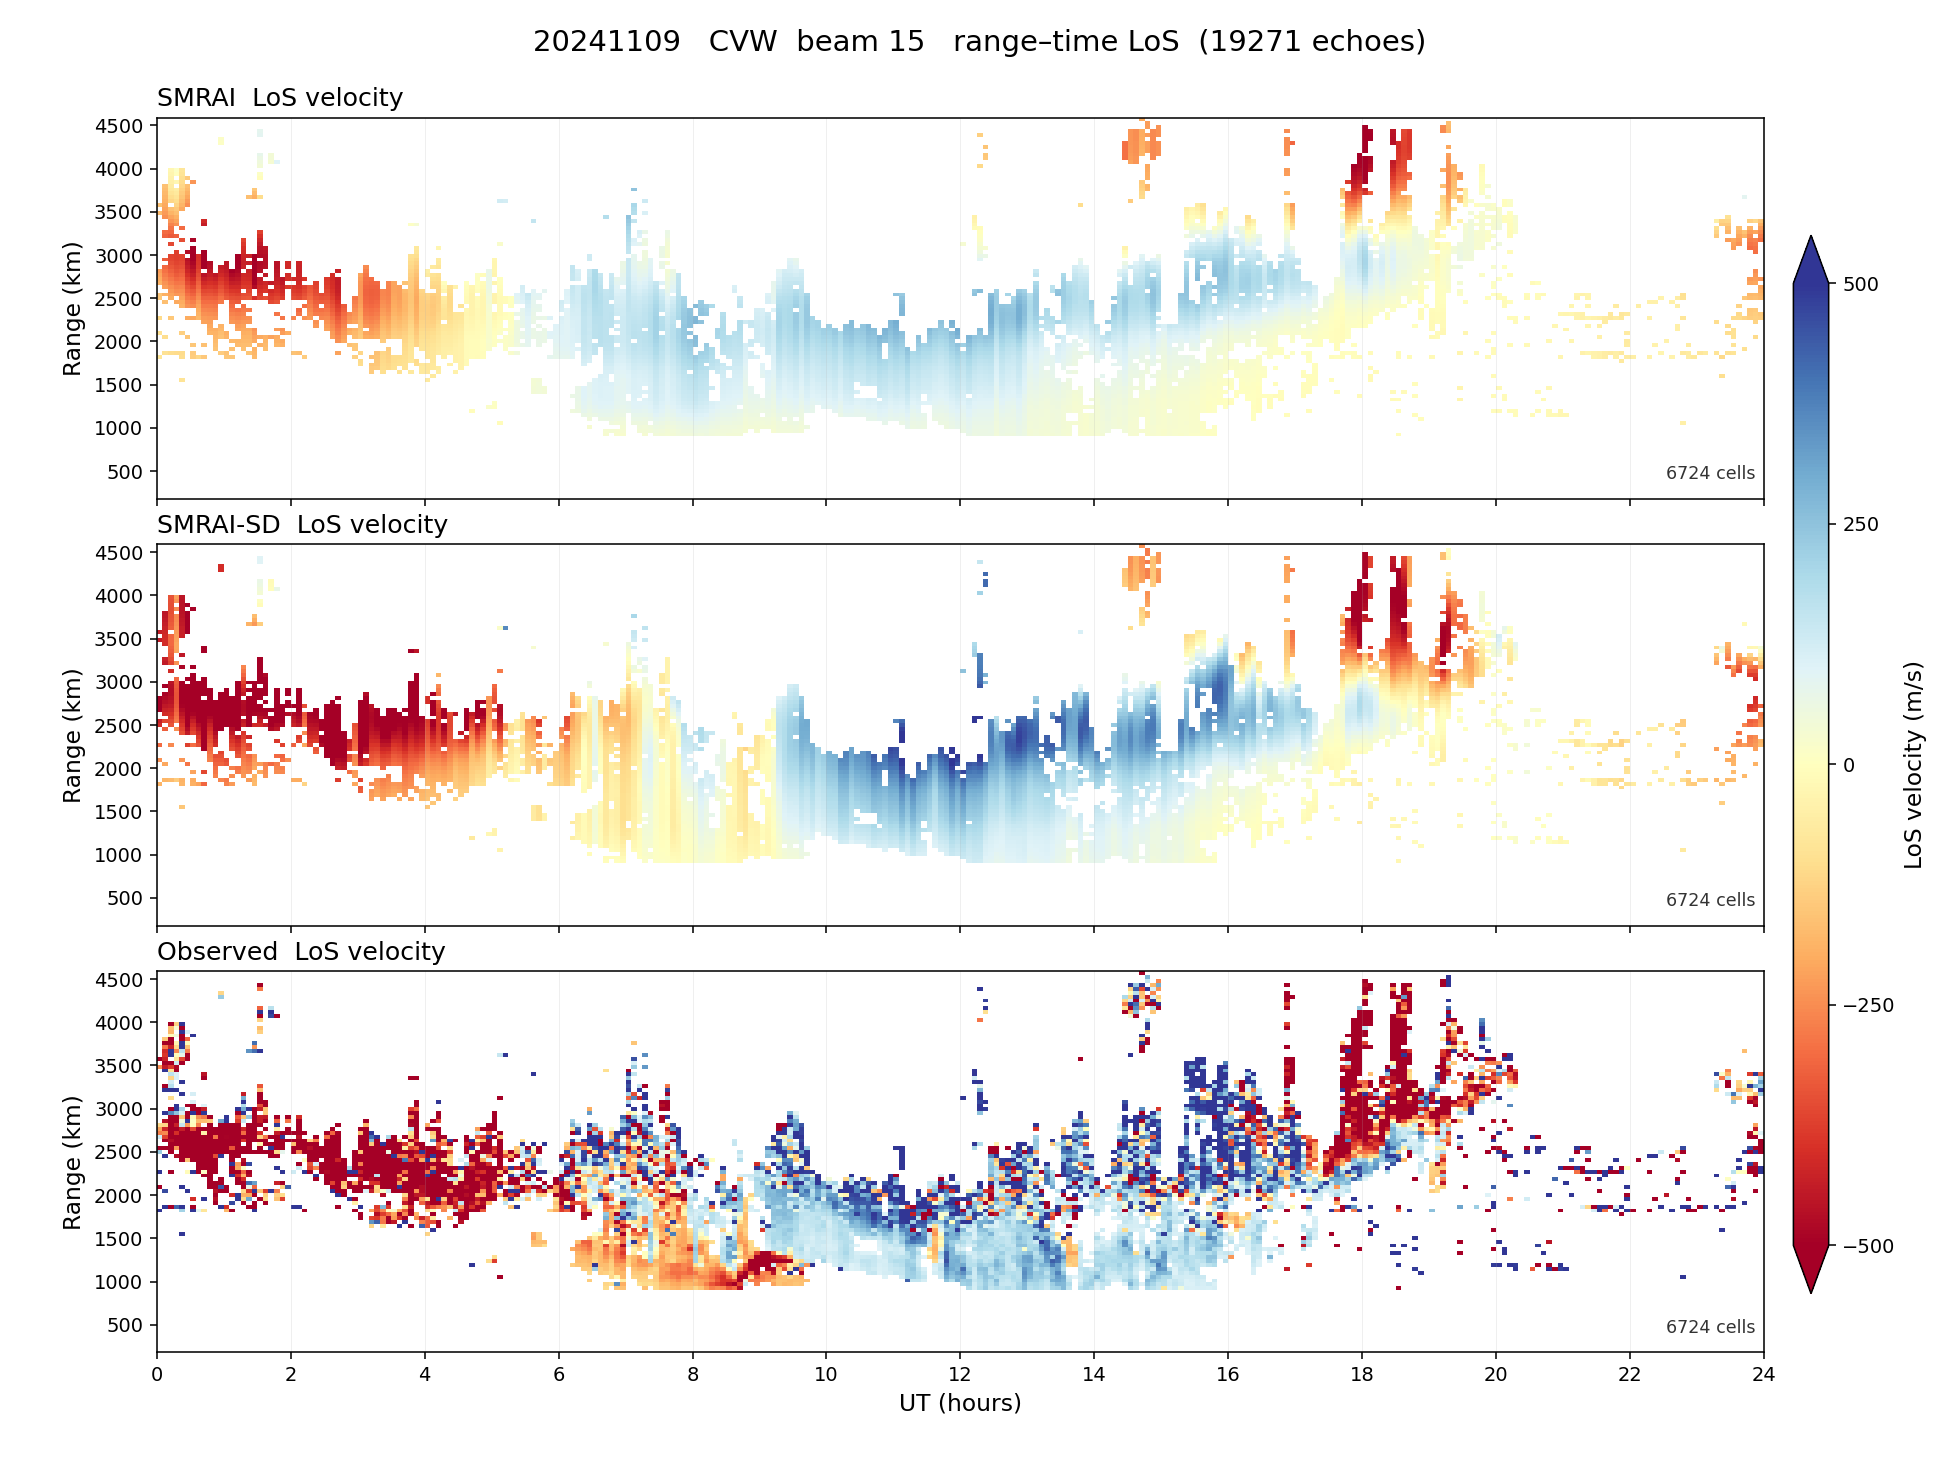 20241109   CVW  beam 15   range–time LoS  (19271 echoes)
SMRAI  LoS velocity
4500
4000
3500
3000
2500
2000
1500
1000
500
Range (km)
6724 cells
SMRAI-SD  LoS velocity
4500
4000
3500
3000
2500
2000
1500
1000
500
Range (km)
6724 cells
Observed  LoS velocity
4500
4000
3500
3000
2500
2000
1500
1000
500
Range (km)
6724 cells
0 2 4 6 8 10 12 14 16 18 20 22 24
UT (hours)
500
250
0
−250
−500
LoS velocity (m/s)